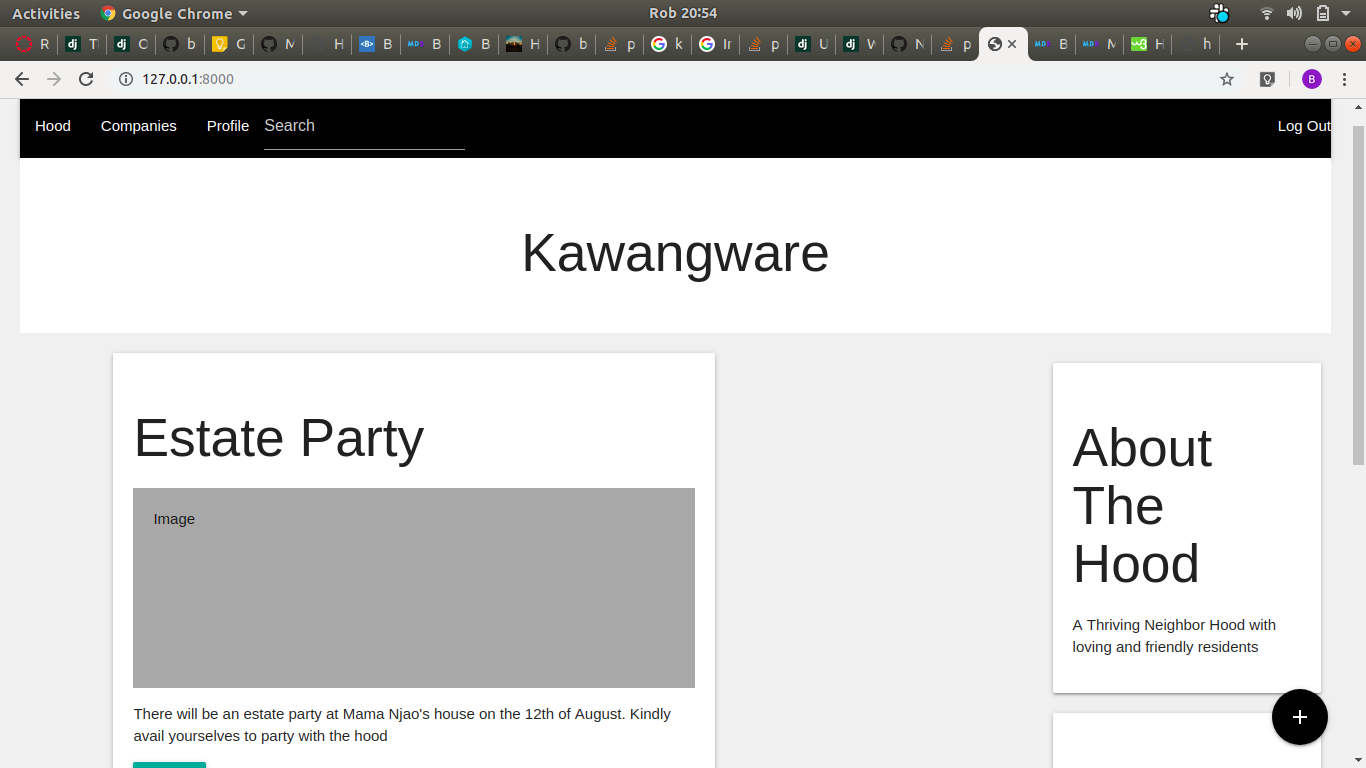 Activities Google Chrome Rob 20:54
R T C b G M H B B B H b p k Ir p U W N p B M H h
127.0.0.1:8000 B
Hood Companies Profile Search Log Out
Kawangware
Estate Party
Image
There will be an estate party at Mama Njao's house on the 12th of August. Kindly
avail yourselves to party with the hood
About
The
Hood
A Thriving Neighbor Hood with
loving and friendly residents
+